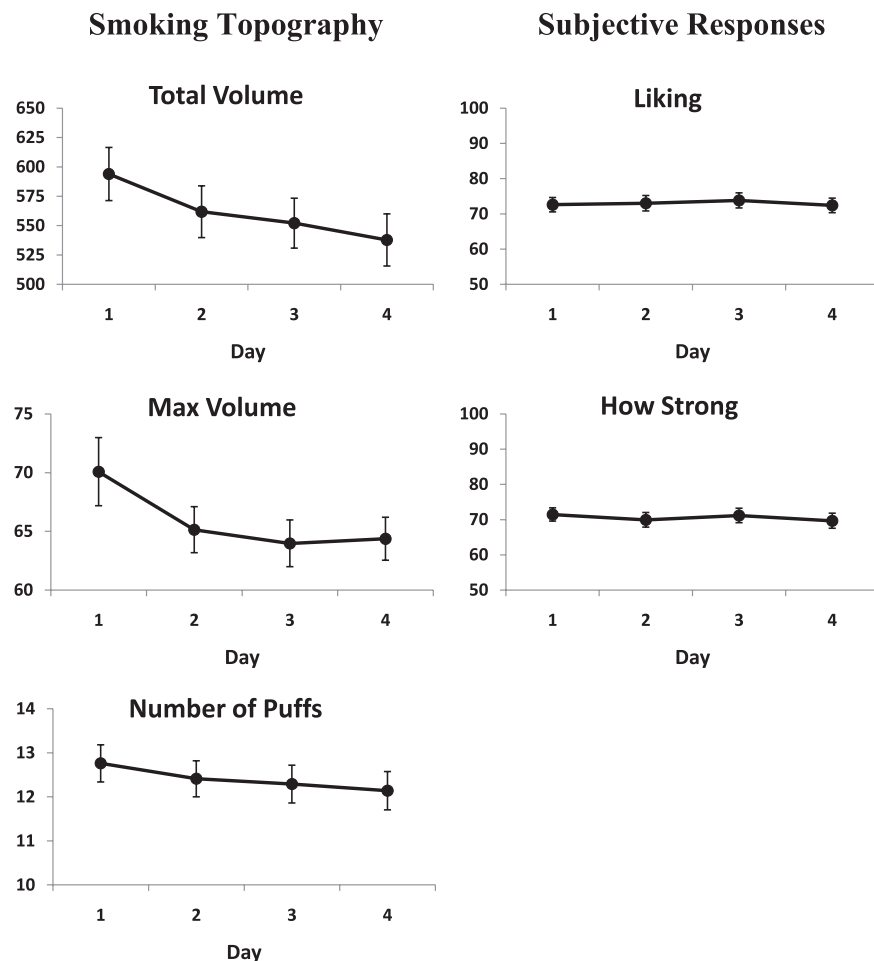 Smoking Topography
Subjective Responses
Total Volume
650
625
600
575
550
525
500
1 2 3 4
Day
Liking
100
90
80
70
60
50
1 2 3 4
Day
Max Volume
75
70
65
60
1 2 3 4
Day
How Strong
100
90
80
70
60
50
1 2 3 4
Day
Number of Puffs
14
13
12
11
10
1 2 3 4
Day